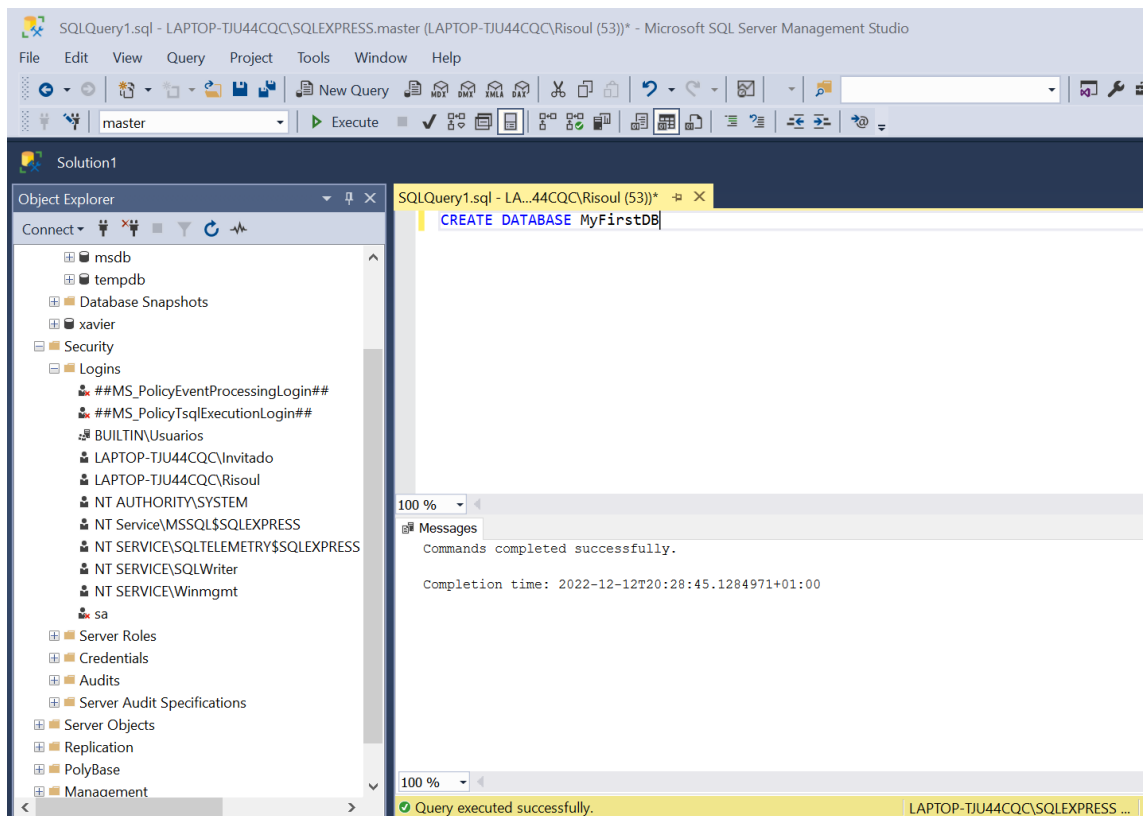 SQLQuery1.sql - LAPTOP-TJU44CQC\SQLEXPRESS.master (LAPTOP-TJU44CQC\Risoul (53))* - Microsoft SQL Server Management Studio
File Edit View Query Project Tools Window Help
New Query MDX DMX XMLA DAX
master Execute
Solution1
Object Explorer
Connect
msdb
tempdb
Database Snapshots
xavier
Security
Logins
##MS_PolicyEventProcessingLogin##
##MS_PolicyTsqlExecutionLogin##
BUILTIN\Usuarios
LAPTOP-TJU44CQC\Invitado
LAPTOP-TJU44CQC\Risoul
NT AUTHORITY\SYSTEM
NT Service\MSSQL$SQLEXPRESS
NT SERVICE\SQLTELEMETRY$SQLEXPRESS
NT SERVICE\SQLWriter
NT SERVICE\Winmgmt
sa
Server Roles
Credentials
Audits
Server Audit Specifications
Server Objects
Replication
PolyBase
Management
SQLQuery1.sql - LA...44CQC\Risoul (53))*
CREATE DATABASE MyFirstDB
100 %
Messages
Commands completed successfully.
Completion time: 2022-12-12T20:28:45.1284971+01:00
100 %
Query executed successfully. LAPTOP-TJU44CQC\SQLEXPRESS ...